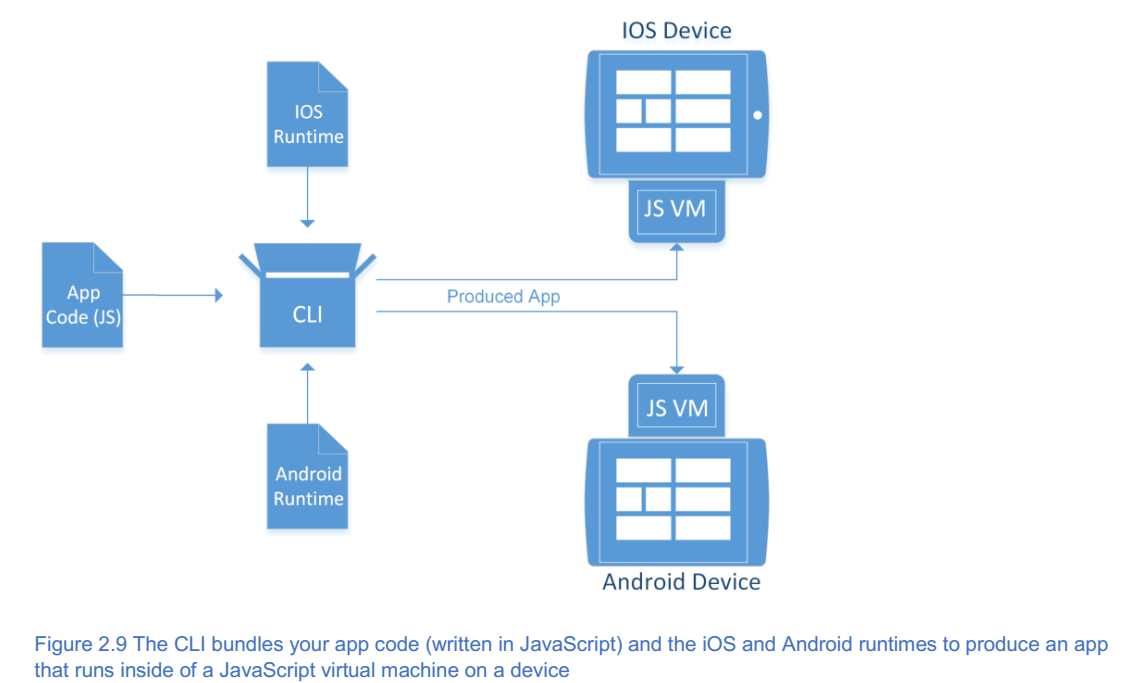 IOS Device
IOS
Runtime
JS VM
App
Code (JS)
CLI
Produced App
JS VM
Android
Runtime
Android Device
Figure 2.9 The CLI bundles your app code (written in JavaScript) and the iOS and Android runtimes to produce an app
that runs inside of a JavaScript virtual machine on a device